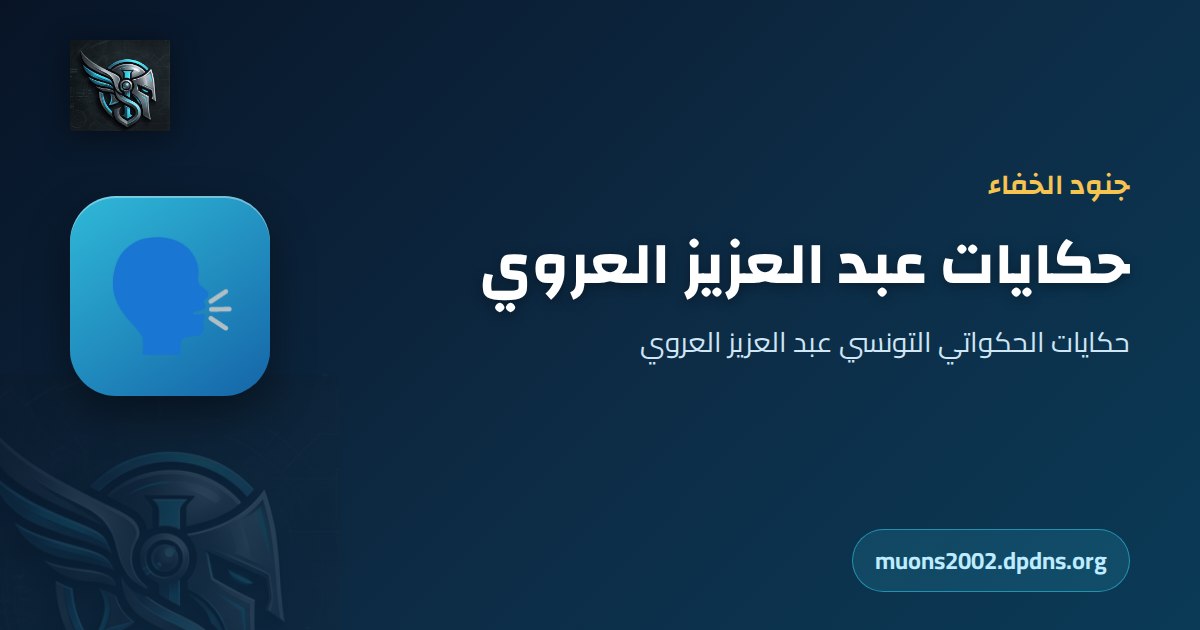 جنود الخفاء
حكايات عبد العزيز العروي
حكايات الحكواتي التونسي عبد العزيز العروي
muons2002.dpdns.org